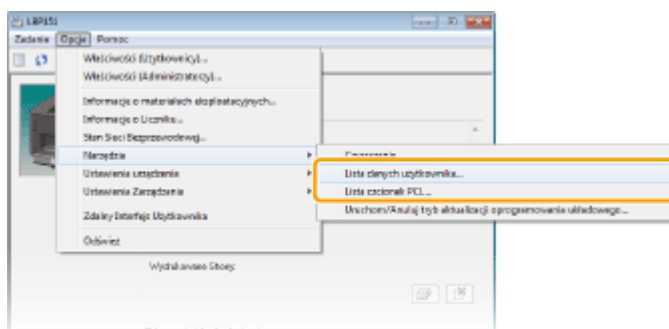 LBP151
Zadanie Opcje Pomoc
Właściwości (Użytkownicy)...
Właściwości (Administratorzy)...
Informacje o materiałach eksploatacyjnych...
Informacje o Liczniku...
Stan Sieci Bezprzewodowej...
Narzędzia
Czyszczenie
Ustawienia urządzenia
Lista danych użytkownika...
Ustawienia Zarządzania
Lista czcionek PCL...
Zdalny Interfejs Użytkownika
Uruchom/Anuluj tryb aktualizacji oprogramowania układowego...
Odśwież
Wydrukowane Strony: